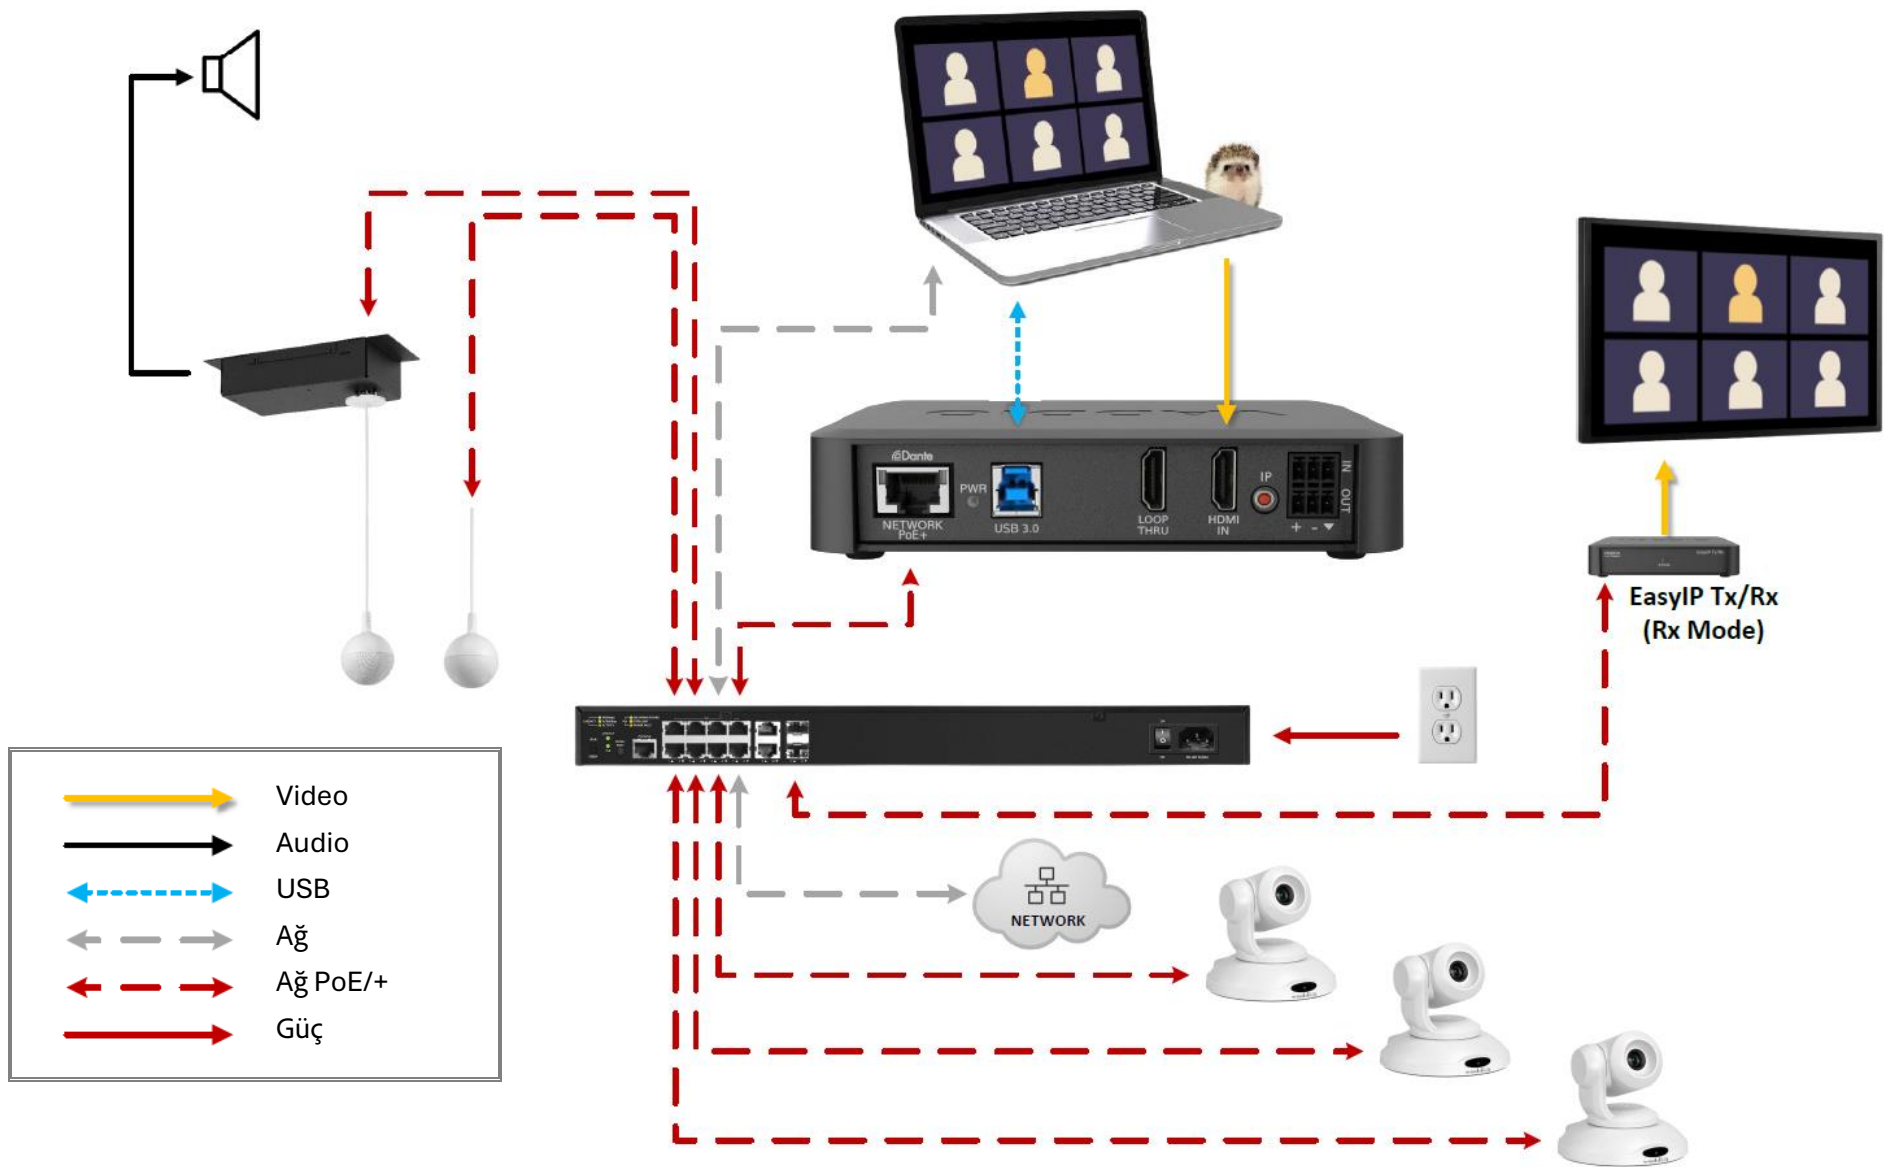 Dante
NETWORK
PoE+
PWR
USB 3.0
LOOP
THRU
HDMI
IN
IP
IN
OUT
+ - ▼
EasyIP Tx/Rx
(Rx Mode)
Video
Audio
USB
Ağ
Ağ PoE/+
Güç
NETWORK